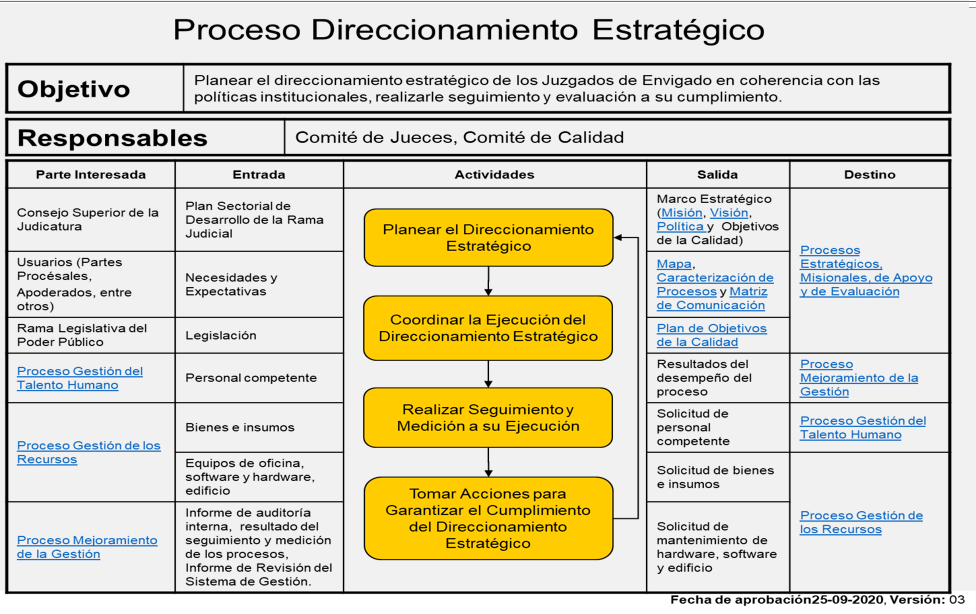 Proceso Direccionamiento Estratégico
Objetivo
Planear el direccionamiento estratégico de los Juzgados de Envigado en coherencia con las
políticas institucionales, realizarle seguimiento y evaluación a su cumplimiento.
Responsables
Comité de Jueces, Comité de Calidad
Parte Interesada
Entrada
Actividades
Salida
Destino
Consejo Superior de la
Judicatura
Plan Sectorial de
Desarrollo de la Rama
Judicial
Usuarios (Partes
Procésales,
Apoderados, entre
otros)
Necesidades y
Expectativas
Rama Legislativa del
Poder Público
Legislación
Proceso Gestión del
Talento Humano
Personal competente
Proceso Gestión de los
Recursos
Bienes e insumos
Equipos de oficina,
software y hardware,
edificio
Proceso Mejoramiento
de la Gestión
Informe de auditoría
interna, resultado del
seguimiento y medición
de los procesos,
Informe de Revisión del
Sistema de Gestión.
Planear el Direccionamiento
Estratégico
Coordinar la Ejecución del
Direccionamiento Estratégico
Realizar Seguimiento y
Medición a su Ejecución
Tomar Acciones para
Garantizar el Cumplimiento
del Direccionamiento
Estratégico
Marco Estratégico
(Misión, Visión,
Política y Objetivos
de la Calidad)
Mapa,
Caracterización de
Procesos y Matriz
de Comunicación
Plan de Objetivos
de la Calidad
Procesos
Estratégicos,
Misionales, de Apoyo
y de Evaluación
Resultados del
desempeño del
proceso
Proceso
Mejoramiento de la
Gestión
Solicitud de
personal
competente
Proceso Gestión del
Talento Humano
Solicitud de bienes
e insumos
Solicitud de
mantenimiento de
hardware, software
y edificio
Proceso Gestión de
los Recursos
Fecha de aprobación25-09-2020, Versión: 03